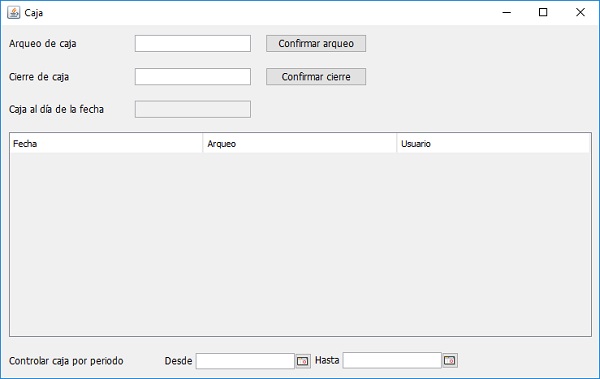 Caja
Arqueo de caja Confirmar arqueo
Cierre de caja Confirmar cierre
Caja al día de la fecha
Fecha Arqueo Usuario
Controlar caja por periodo Desde Hasta